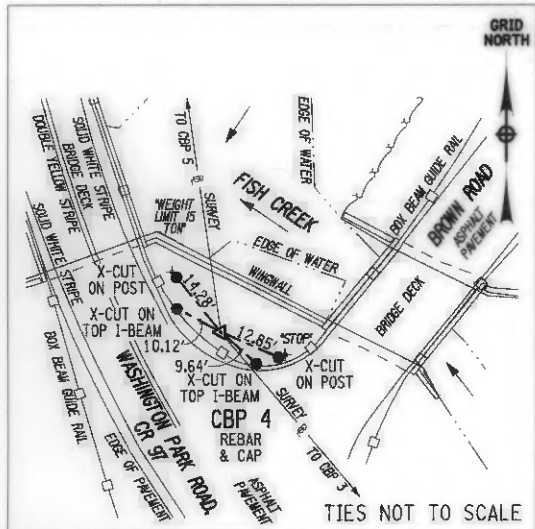 GRID
NORTH
SOLID WHITE STRIPE
BRIDGE DECK
DOUBLE YELLOW STRIPE
SOLID WHITE STRIPE
TO CBP 5
SURVEY
EDGE OF WATER
BOX BEAM GUIDE RAIL
BROWN ROAD
ASPHALT
PAVEMENT
"WEIGHT
LIMIT 15
TON"
FISH CREEK
EDGE OF WATER
WINGWALL
BRIDGE DECK
X-CUT
ON POST
14.28'
X-CUT ON
TOP I-BEAM
10.12'
12.85'
"STOP"
X-CUT
ON POST
9.64'
X-CUT ON
TOP I-BEAM
CBP 4
REBAR
& CAP
BOX BEAM GUIDE RAIL
EDGE OF PAVEMENT
WASHINGTON PARK ROAD,
CR 97
ASPHALT
PAVEMENT
SURVEY
TO CBP 3
TIES NOT TO SCALE